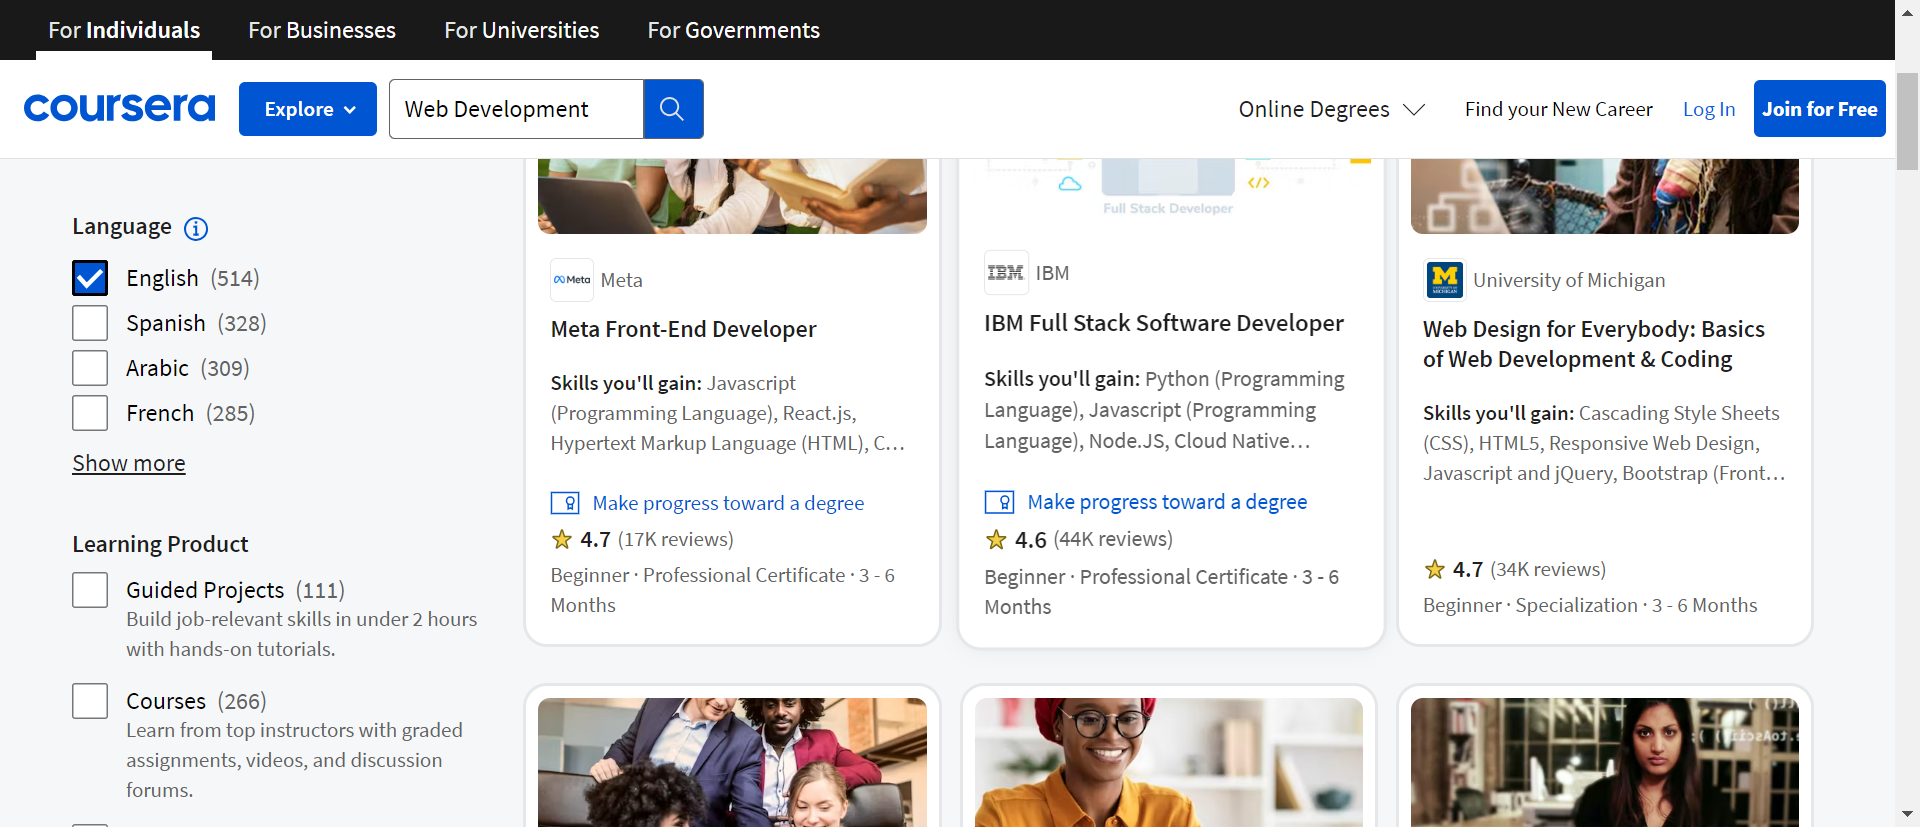 For Individuals
For Businesses
For Universities
For Governments
coursera
Explore
Web Development
Online Degrees
Find your New Career
Log In
Join for Free
Language
English (514)
Spanish (328)
Arabic (309)
French (285)
Show more
Learning Product
Guided Projects (111)
Build job-relevant skills in under 2 hours
with hands-on tutorials.
Courses (266)
Learn from top instructors with graded
assignments, videos, and discussion
forums.
Meta
Meta
Meta Front-End Developer
Skills you'll gain: Javascript
(Programming Language), React.js,
Hypertext Markup Language (HTML), C…
Make progress toward a degree
4.7 (17K reviews)
Beginner · Professional Certificate · 3 - 6
Months
</>
Full Stack Developer
IBM
IBM
IBM Full Stack Software Developer
Skills you'll gain: Python (Programming
Language), Javascript (Programming
Language), Node.JS, Cloud Native…
Make progress toward a degree
4.6 (44K reviews)
Beginner · Professional Certificate · 3 - 6
Months
M
UNIVERSITY OF
MICHIGAN
University of Michigan
Web Design for Everybody: Basics
of Web Development & Coding
Skills you'll gain: Cascading Style Sheets
(CSS), HTML5, Responsive Web Design,
Javascript and jQuery, Bootstrap (Front…
4.7 (34K reviews)
Beginner · Specialization · 3 - 6 Months